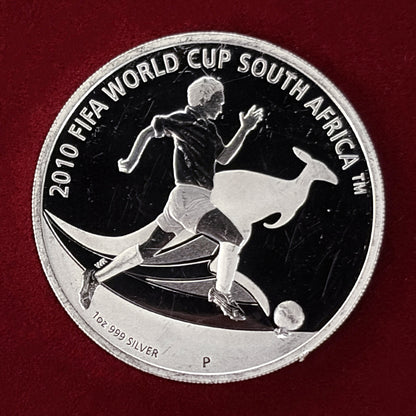 2010 FIFA WORLD CUP SOUTH AFRICA ™
1oz 999 SILVER
P